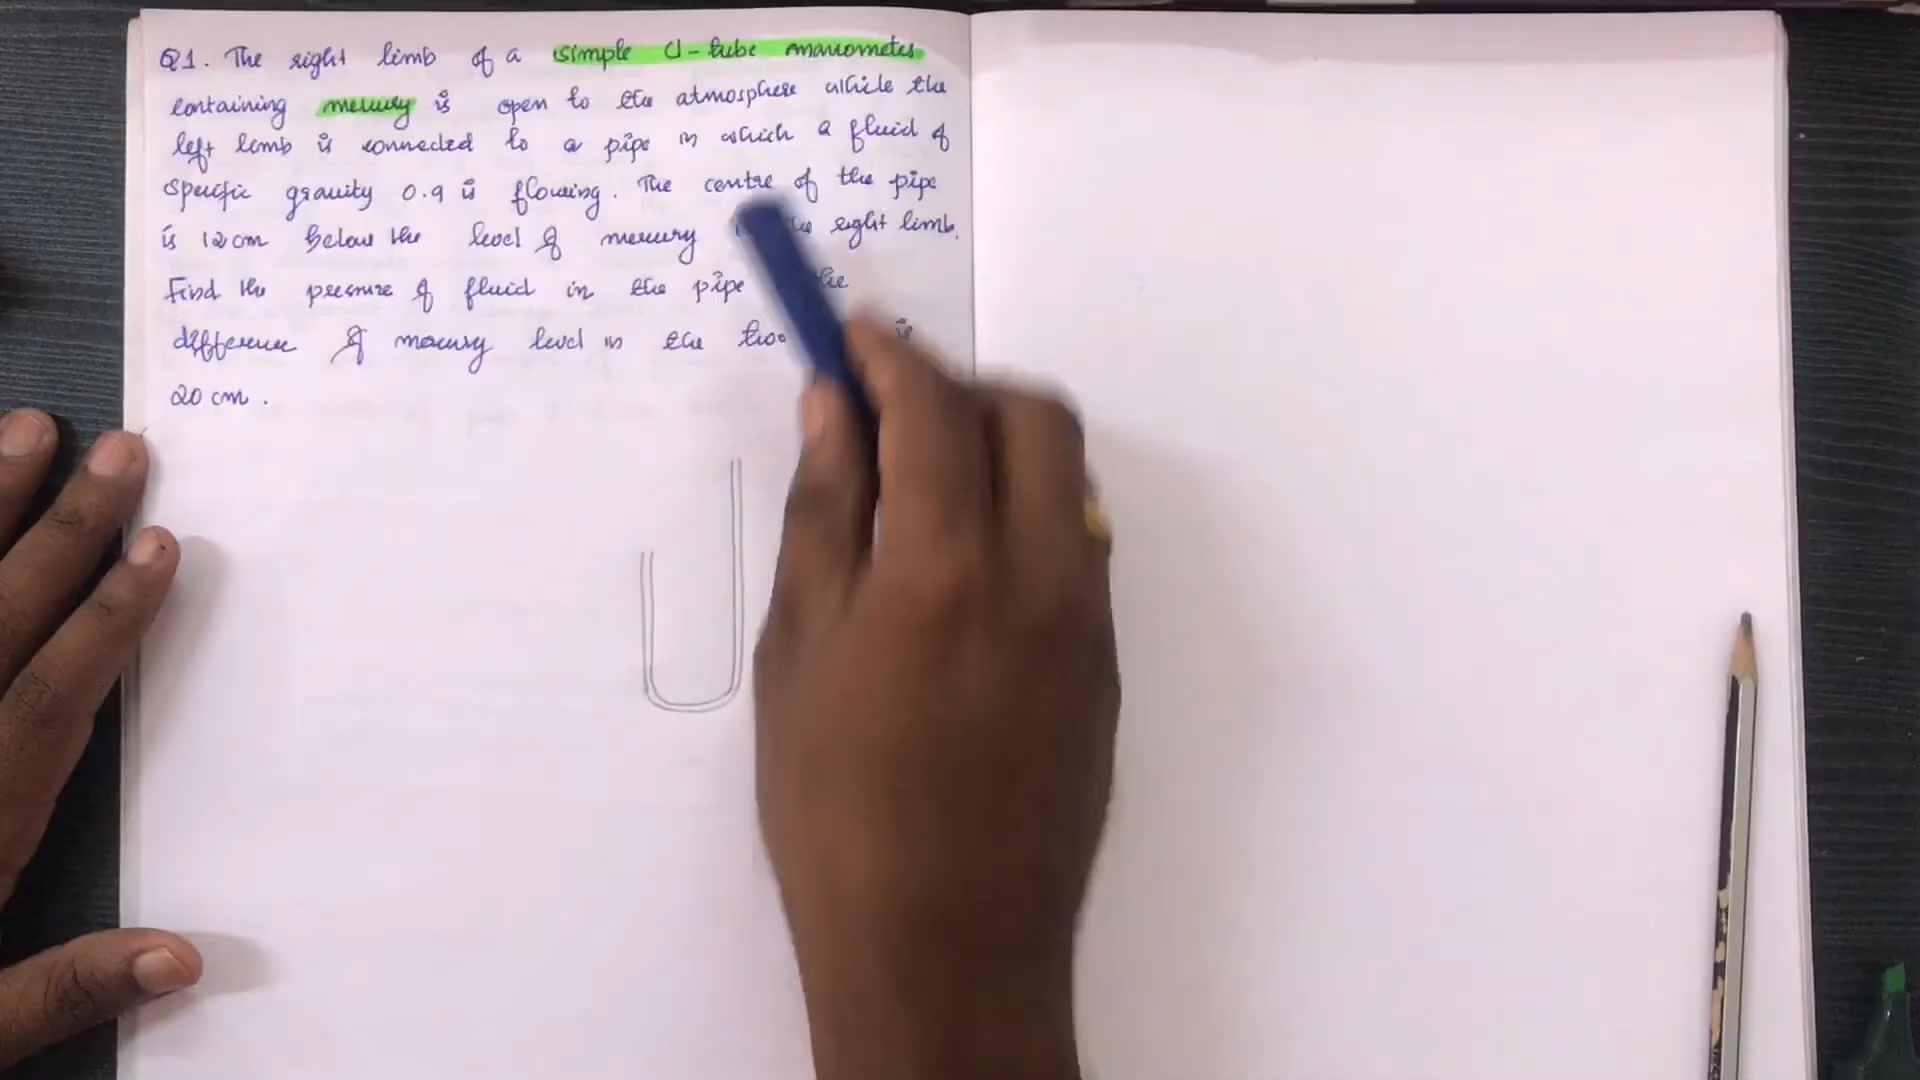 Q1. The right limb of a simple U-tube manometer
containing mercury is open to the atmosphere while the
left limb is connected to a pipe in which a fluid of
specific gravity 0.9 is flowing. The centre of the pipe
is 12 cm below the level of mercury right limb.
Find the pressure of fluid in the pipe
difference of mercury level in the two is
20 cm.